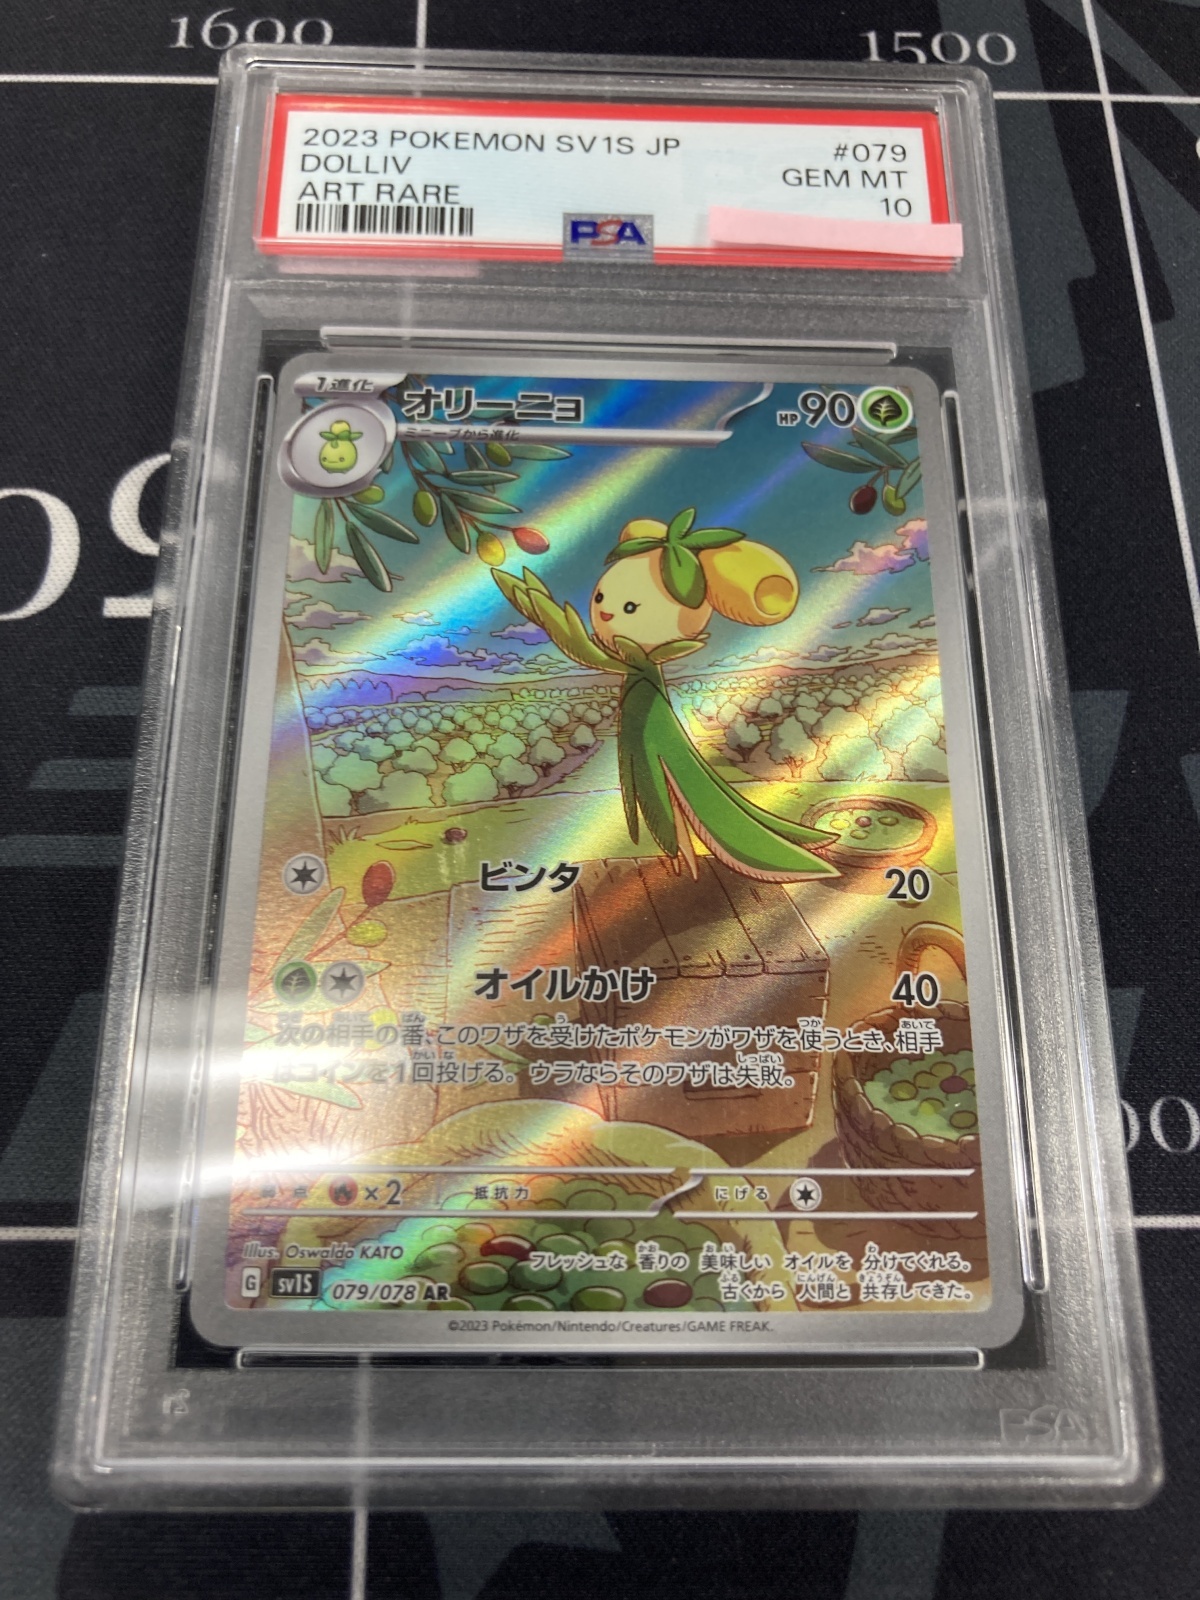 1600
1500
2023 POKEMON SV1S JP
#079
DOLLIV
GEM MT
ART RARE
10
PSA
1進化
オリーニョ
HP 90
ミニーブから進化
ビンタ
20
オイルかけ
40
次の相手の番、このワザを受けたポケモンがワザを使うとき、相手
はコインを1回投げる。ウラならそのワザは失敗。
弱点
×2
抵抗力
にげる
Illus. Oswaldo KATO
フレッシュな 香りの 美味しい オイルを 分けてくれる。
古くから 人間と 共存してきた。
G sv1S 079/078 AR
©2023 Pokémon/Nintendo/Creatures/GAME FREAK.
PSA